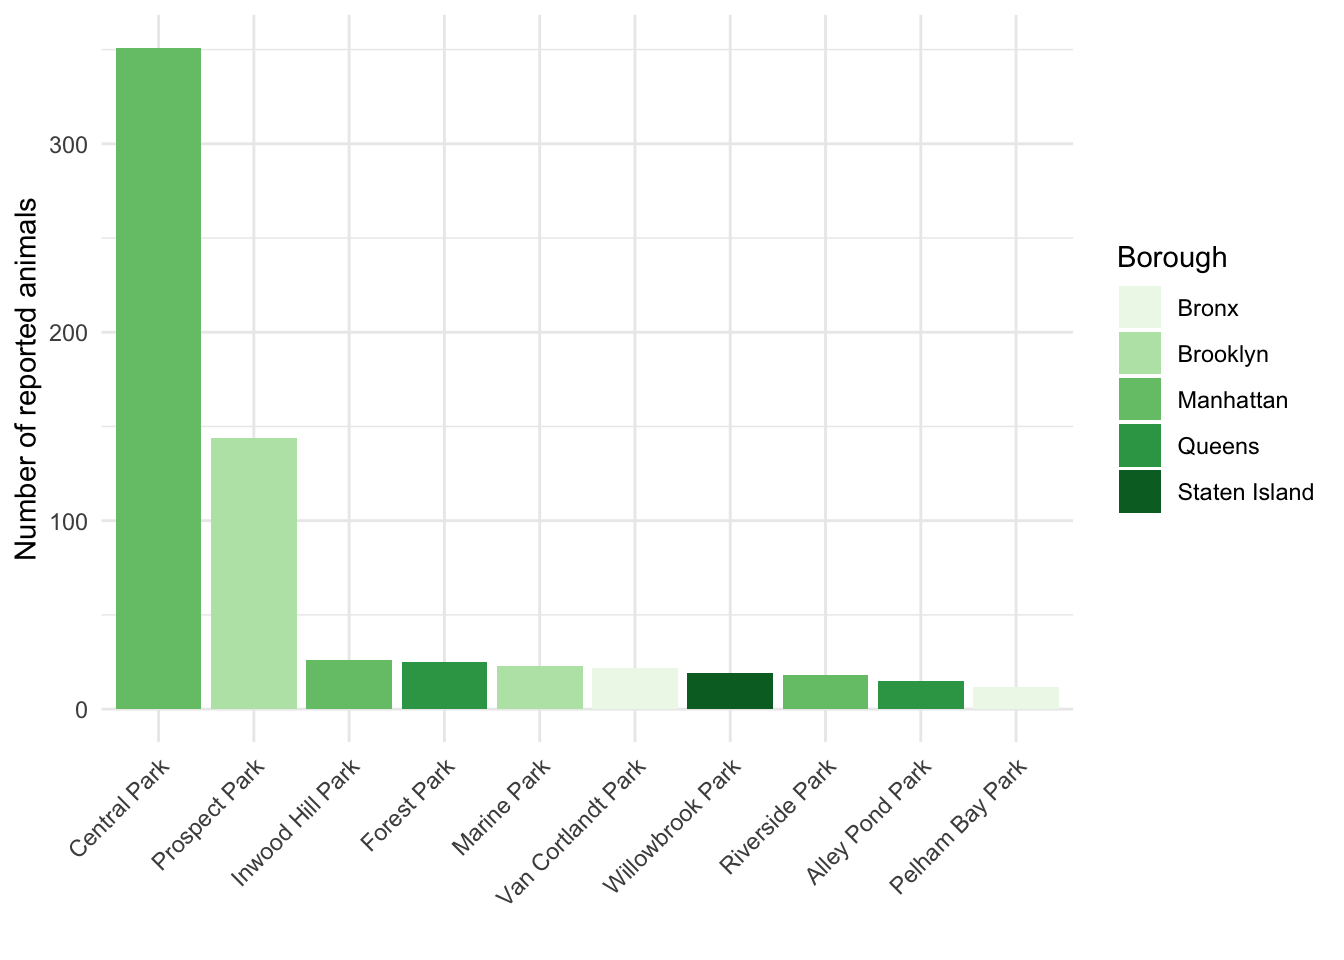 Number of reported animals
300
200
100
0
Central Park
Prospect Park
Inwood Hill Park
Forest Park
Marine Park
Van Cortlandt Park
Willowbrook Park
Riverside Park
Alley Pond Park
Pelham Bay Park
Borough
Bronx
Brooklyn
Manhattan
Queens
Staten Island